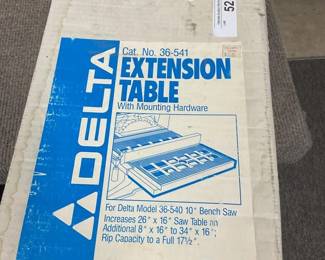 52
DELTA
Cat. No. 36-541
EXTENSION
TABLE
With Mounting Hardware
For Delta Model 36-540 10" Bench Saw
Increases 26" x 16" Saw Table an
Additional 8" x 16" to 34" x 16";
Rip Capacity to a Full 17½".